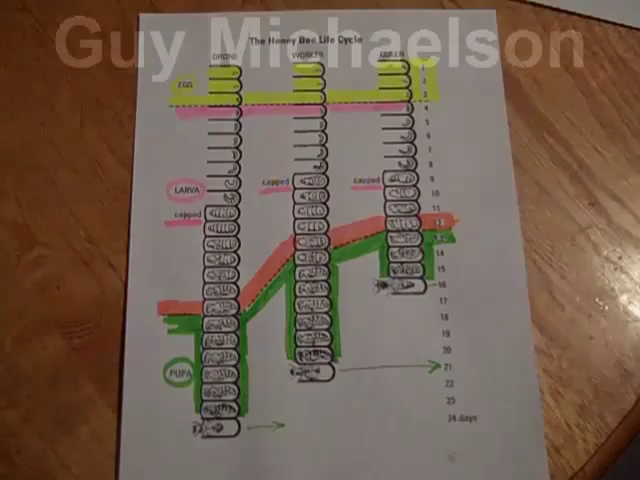 Guy Michaelson
The Honey Bee Life Cycle
DRONE WORKER QUEEN
EGG
1
2
3
4
5
6
7
8
capped capped 9
LARVA 10
capped 11
12
13
14
15
16
17
18
19
20
PUPA 21
22
23
24 days